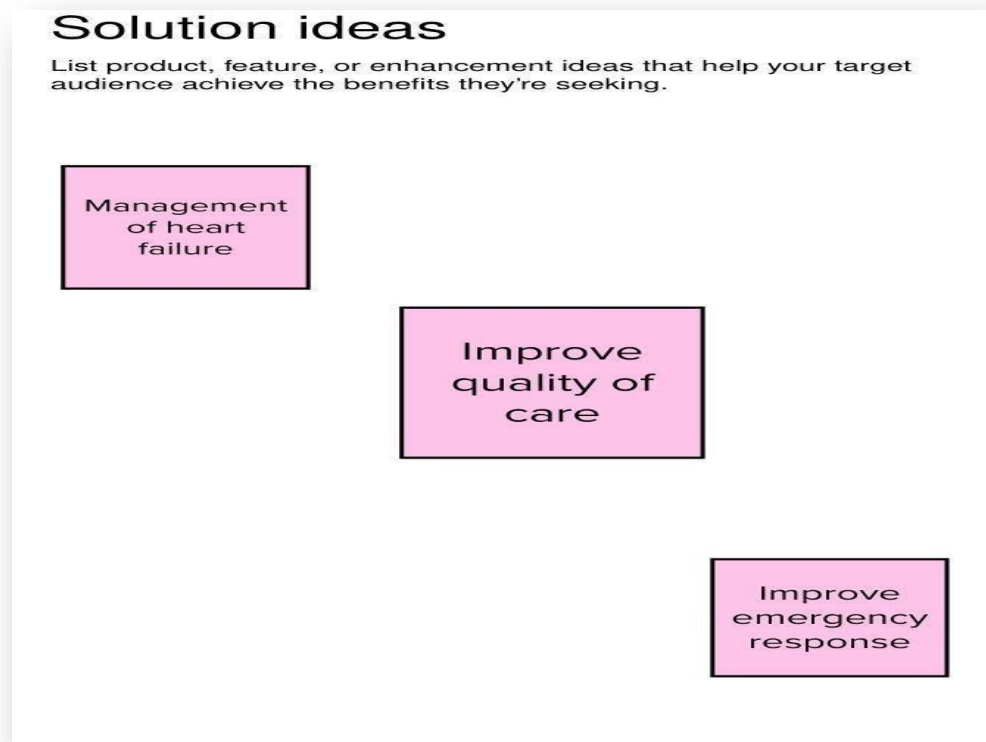 Solution ideas
List product, feature, or enhancement ideas that help your target
audience achieve the benefits they're seeking.
Management
of heart
failure
Improve
quality of
care
Improve
emergency
response